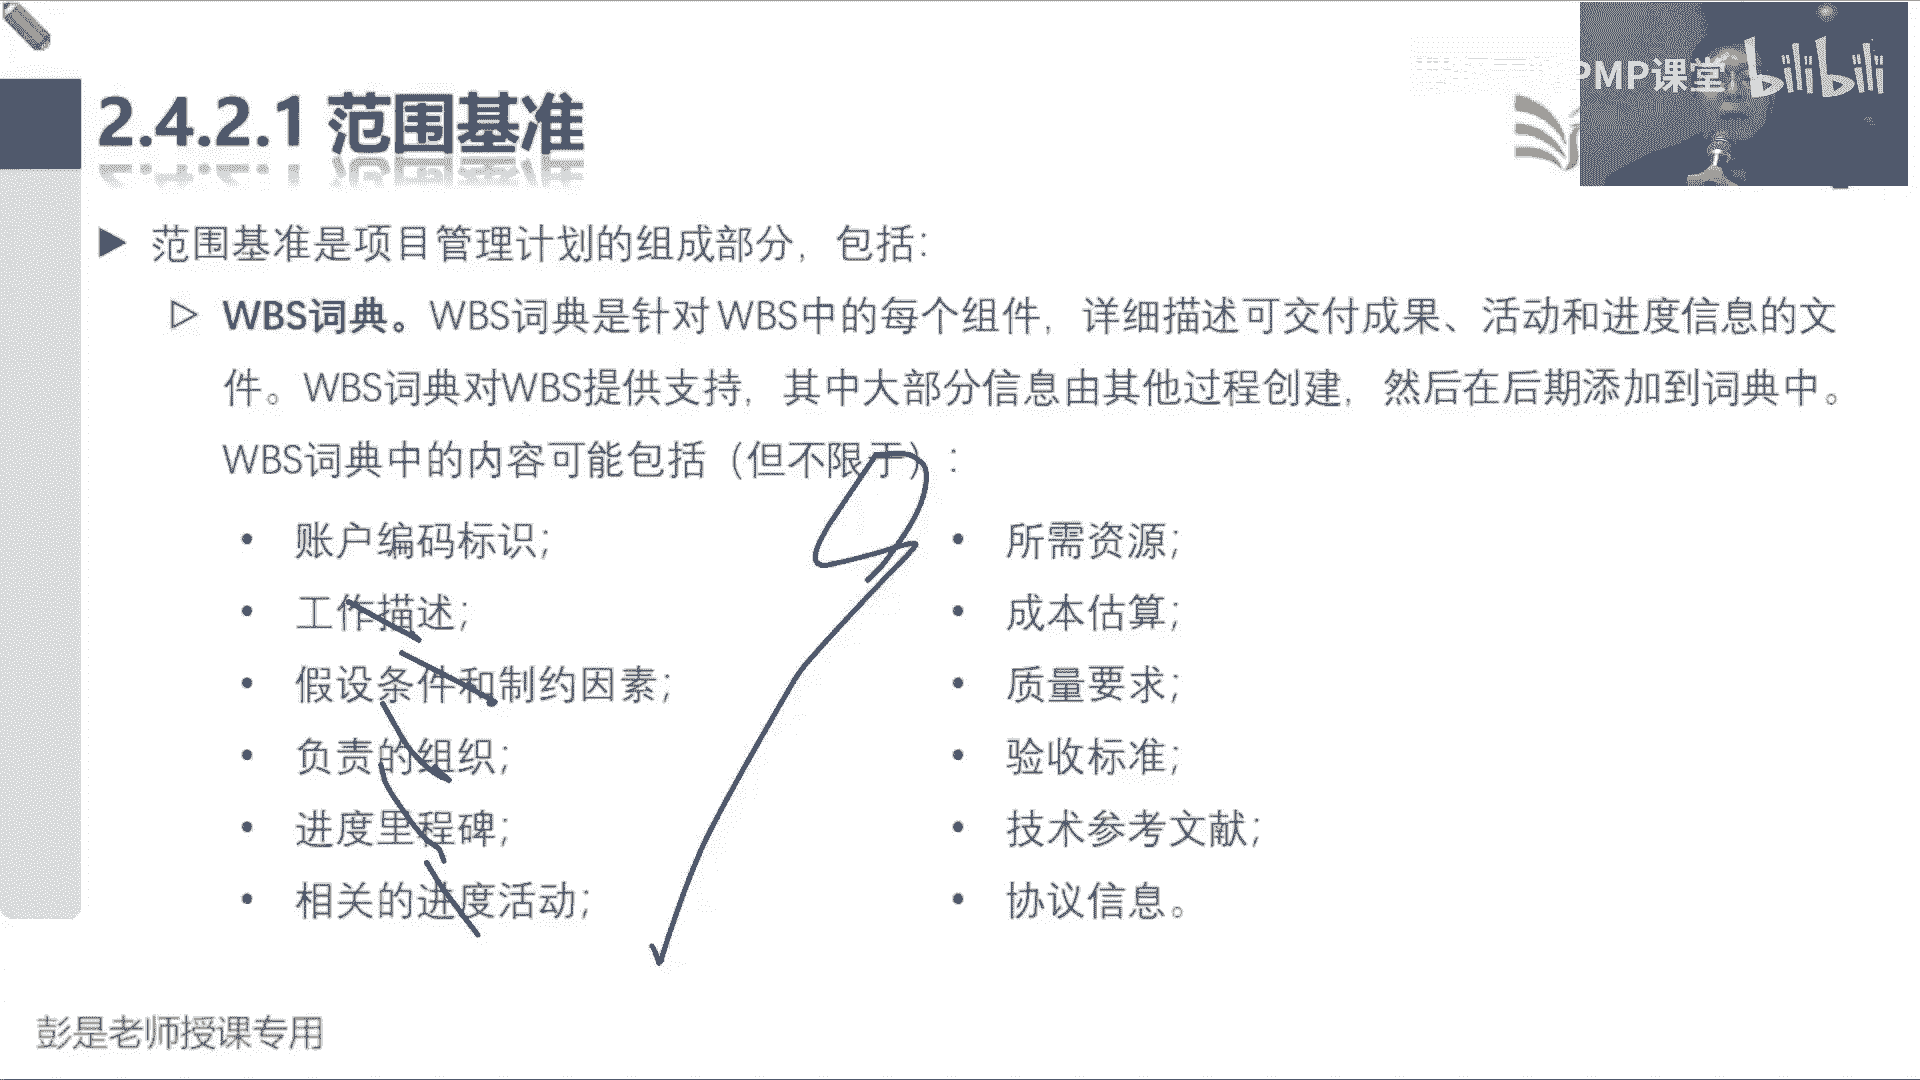 PMP课堂 bilibili
2.4.2.1 范围基准
范围基准是项目管理计划的组成部分，包括：
WBS词典。WBS词典是针对WBS中的每个组件，详细描述可交付成果、活动和进度信息的文
件。WBS词典对WBS提供支持，其中大部分信息由其他过程创建，然后在后期添加到词典中。
WBS词典中的内容可能包括（但不限于）：
• 账户编码标识；
• 工作描述；
• 假设条件和制约因素；
• 负责的组织；
• 进度里程碑；
• 相关的进度活动；
• 所需资源；
• 成本估算；
• 质量要求；
• 验收标准；
• 技术参考文献；
• 协议信息。
彭是老师授课专用